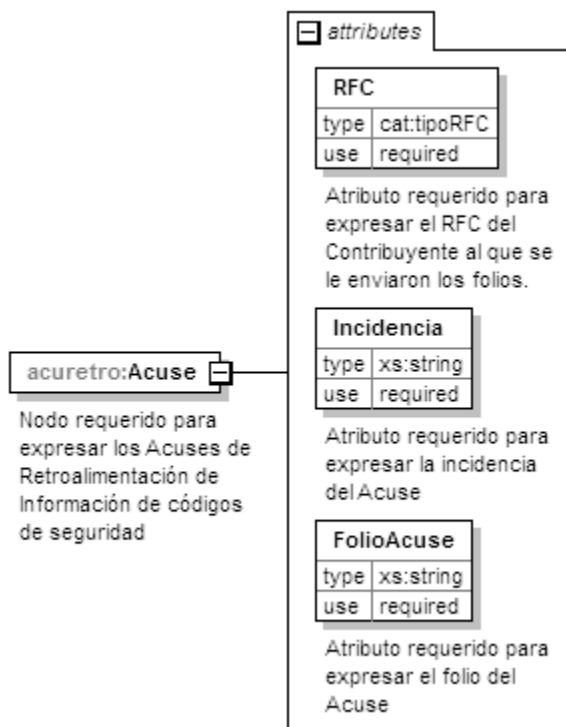 attributes
RFC
type cat:tipoRFC
use required
Atributo requerido para
expresar el RFC del
Contribuyente al que se
le enviaron los folios.
Incidencia
type xs:string
use required
Atributo requerido para
expresar la incidencia
del Acuse
acuretro:Acuse
Nodo requerido para
expresar los Acuses de
Retroalimentación de
Información de códigos
de seguridad
FolioAcuse
type xs:string
use required
Atributo requerido para
expresar el folio del
Acuse